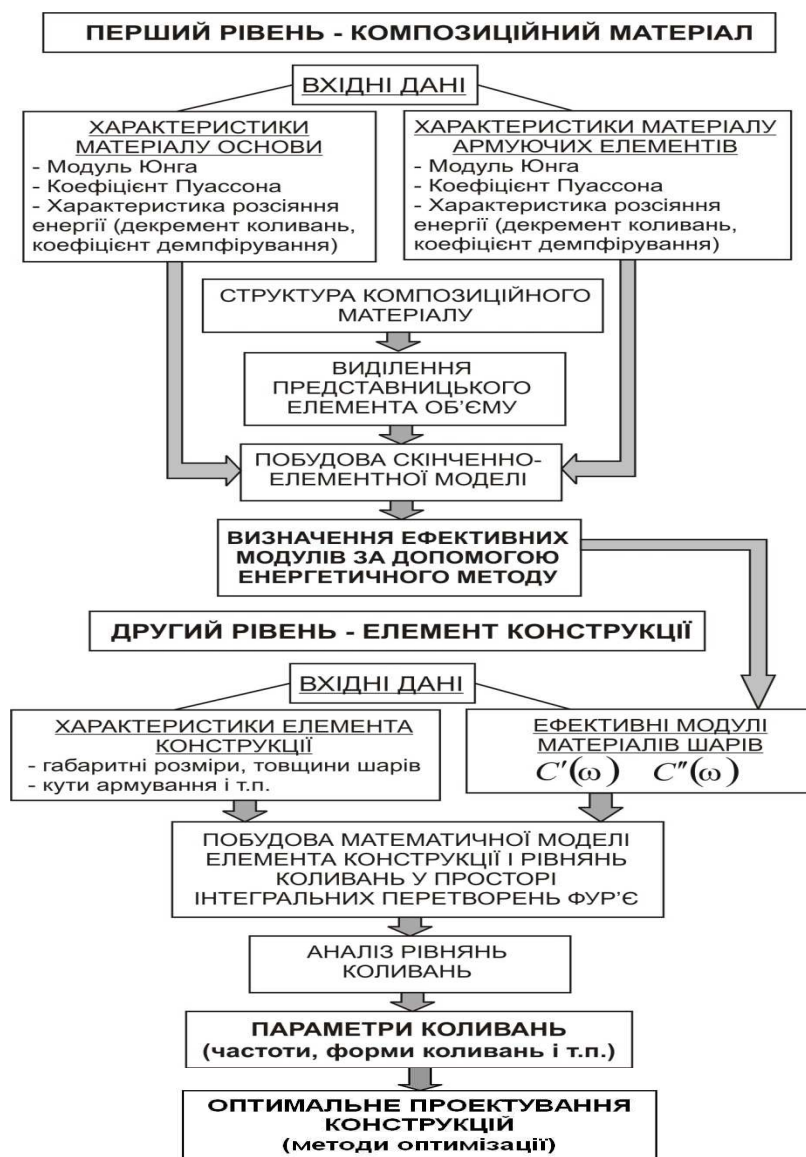 ПЕРШИЙ РІВЕНЬ - КОМПОЗИЦІЙНИЙ МАТЕРІАЛ
ВХІДНІ ДАНІ
ХАРАКТЕРИСТИКИ
МАТЕРІАЛУ ОСНОВИ
- Модуль Юнга
- Коефіцієнт Пуассона
- Характеристика розсіяння
енергії (декремент коливань,
коефіцієнт демпфірування)
ХАРАКТЕРИСТИКИ МАТЕРІАЛУ
АРМУЮЧИХ ЕЛЕМЕНТІВ
- Модуль Юнга
- Коефіцієнт Пуассона
- Характеристика розсіяння
енергії (декремент коливань,
коефіцієнт демпфірування)
СТРУКТУРА КОМПОЗИЦІЙНОГО
МАТЕРІАЛУ
ВИДІЛЕННЯ
ПРЕДСТАВНИЦЬКОГО
ЕЛЕМЕНТА ОБ’ЄМУ
ПОБУДОВА СКІНЧЕННО-
ЕЛЕМЕНТНОЇ МОДЕЛІ
ВИЗНАЧЕННЯ ЕФЕКТИВНИХ
МОДУЛІВ ЗА ДОПОМОГОЮ
ЕНЕРГЕТИЧНОГО МЕТОДУ
ДРУГИЙ РІВЕНЬ - ЕЛЕМЕНТ КОНСТРУКЦІЇ
ВХІДНІ ДАНІ
ХАРАКТЕРИСТИКИ ЕЛЕМЕНТА
КОНСТРУКЦІЇ
- габаритні розміри, товщини шарів
- кути армування і т.п.
ЕФЕКТИВНІ МОДУЛІ
МАТЕРІАЛІВ ШАРІВ
C′(ω) C″(ω)
ПОБУДОВА МАТЕМАТИЧНОЇ МОДЕЛІ
ЕЛЕМЕНТА КОНСТРУКЦІЇ І РІВНЯНЬ
КОЛИВАНЬ У ПРОСТОРІ
ІНТЕГРАЛЬНИХ ПЕРЕТВОРЕНЬ ФУР’Є
АНАЛІЗ РІВНЯНЬ
КОЛИВАНЬ
ПАРАМЕТРИ КОЛИВАНЬ
(частоти, форми коливань і т.п.)
ОПТИМАЛЬНЕ ПРОЕКТУВАННЯ
КОНСТРУКЦІЙ
(методи оптимізації)